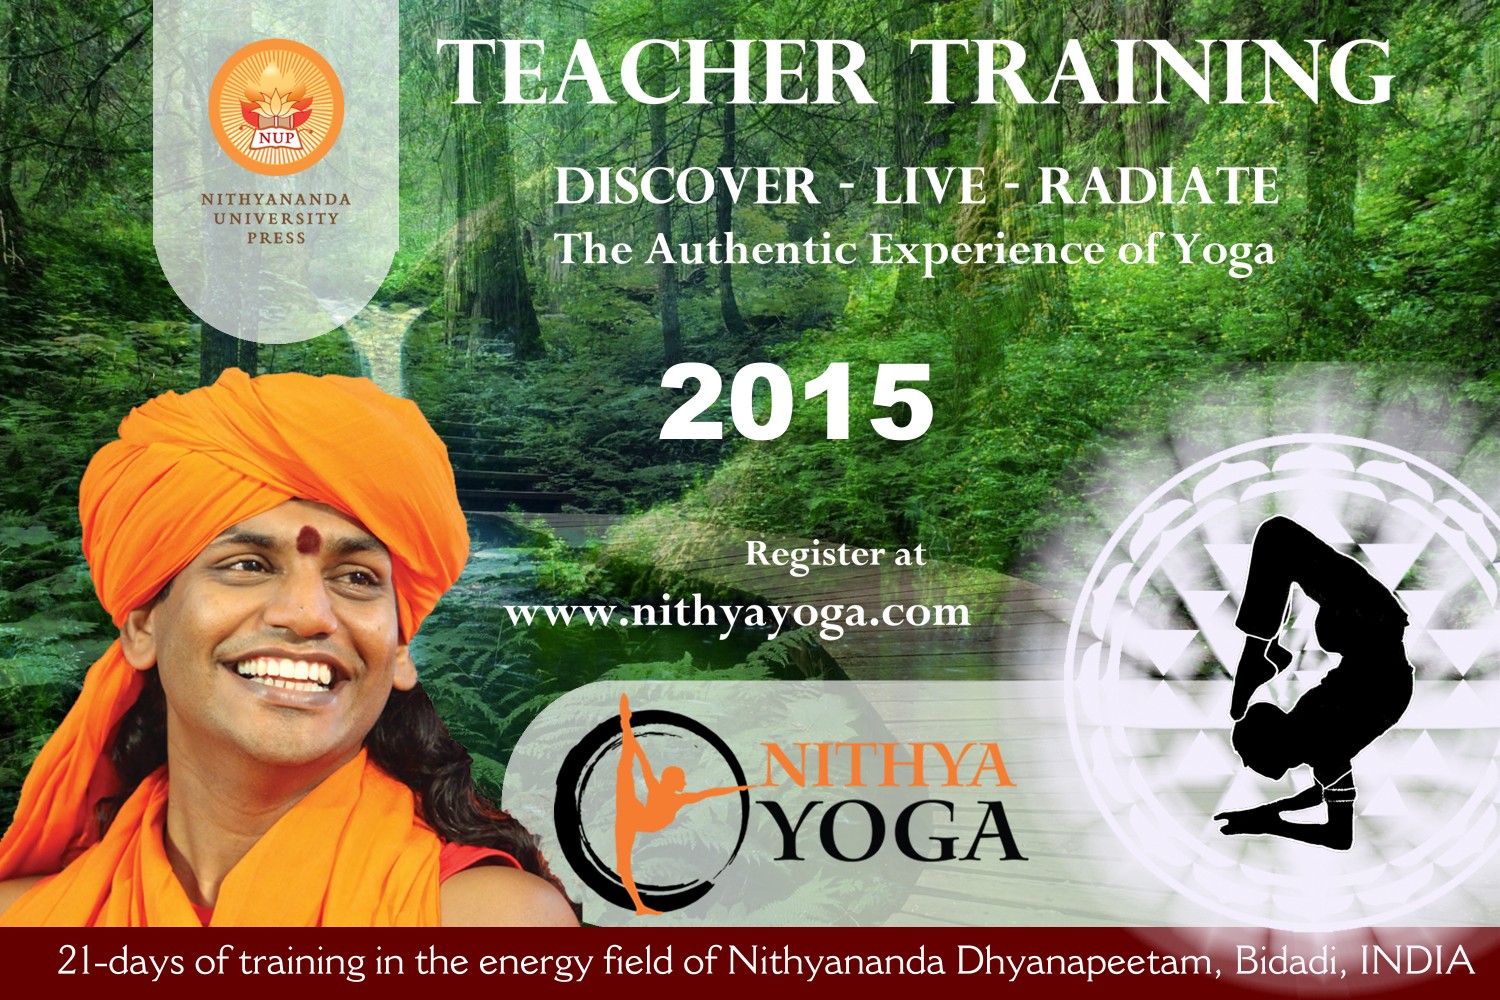 NUP
NITHYANANDA
UNIVERSITY
PRESS
TEACHER TRAINING
DISCOVER - LIVE - RADIATE
The Authentic Experience of Yoga
2015
Register at
www.nithyayoga.com
NITHYA
YOGA
21-days of training in the energy field of Nithyananda Dhyanapeetam, Bidadi, INDIA